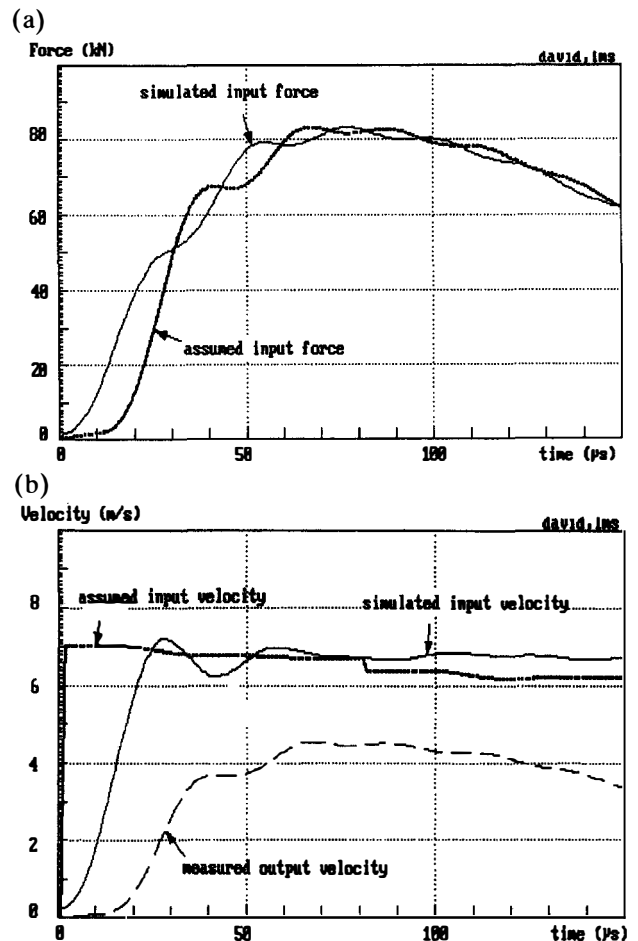 (a)
Force (kN)
david.ims
simulated input force
80
60
40
20
0
assumed input force
0
50
100
time (µs)
(b)
Velocity (m/s)
david.ims
8
assumed input velocity
simulated input velocity
6
4
2
measured output velocity
0
0
50
100
time (µs)